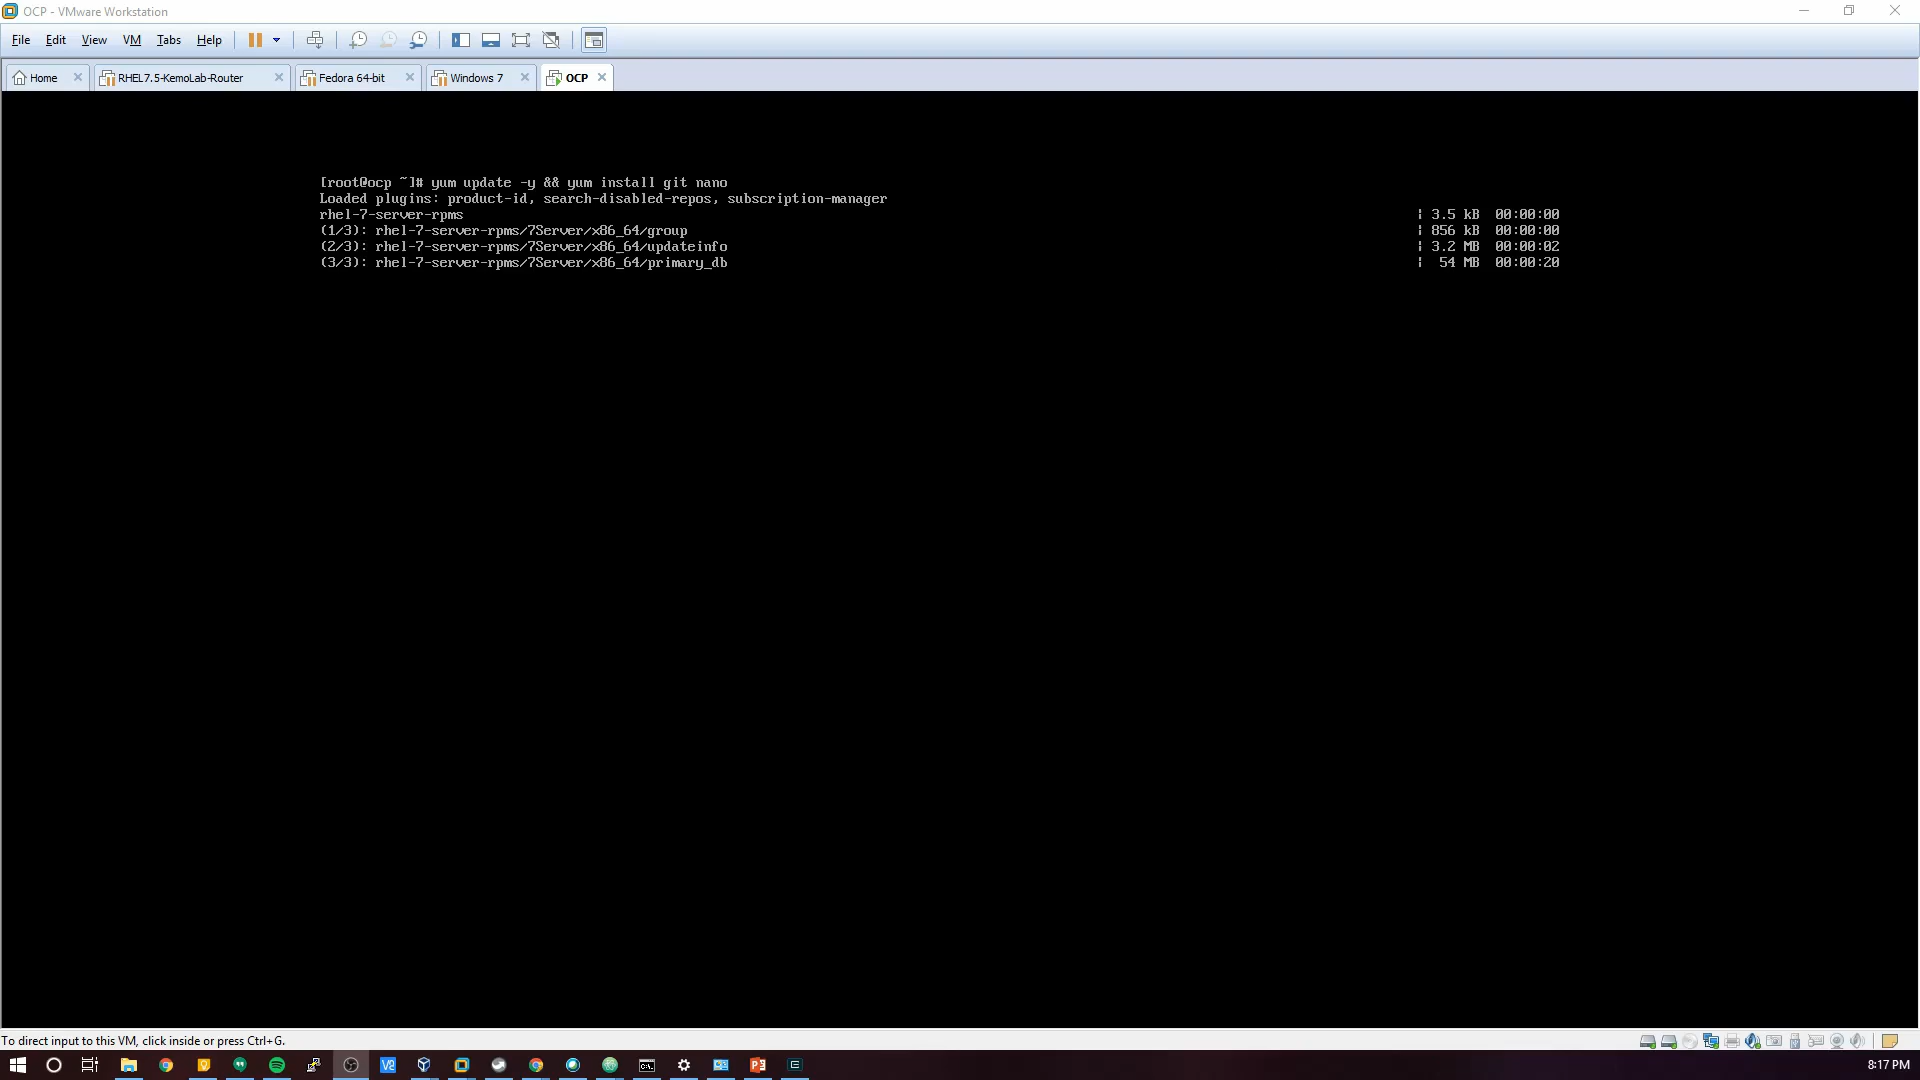 OCP - VMware Workstation
File Edit View VM Tabs Help
Home RHEL7.5-KemoLab-Router Fedora 64-bit Windows 7 OCP
[root@ocp ~]# yum update -y && yum install git nano
Loaded plugins: product-id, search-disabled-repos, subscription-manager
rhel-7-server-rpms | 3.5 kB 00:00:00
(1/3): rhel-7-server-rpms/7Server/x86_64/group | 856 kB 00:00:00
(2/3): rhel-7-server-rpms/7Server/x86_64/updateinfo | 3.2 MB 00:00:02
(3/3): rhel-7-server-rpms/7Server/x86_64/primary_db | 54 MB 00:00:20
To direct input to this VM, click inside or press Ctrl+G.
8:17 PM